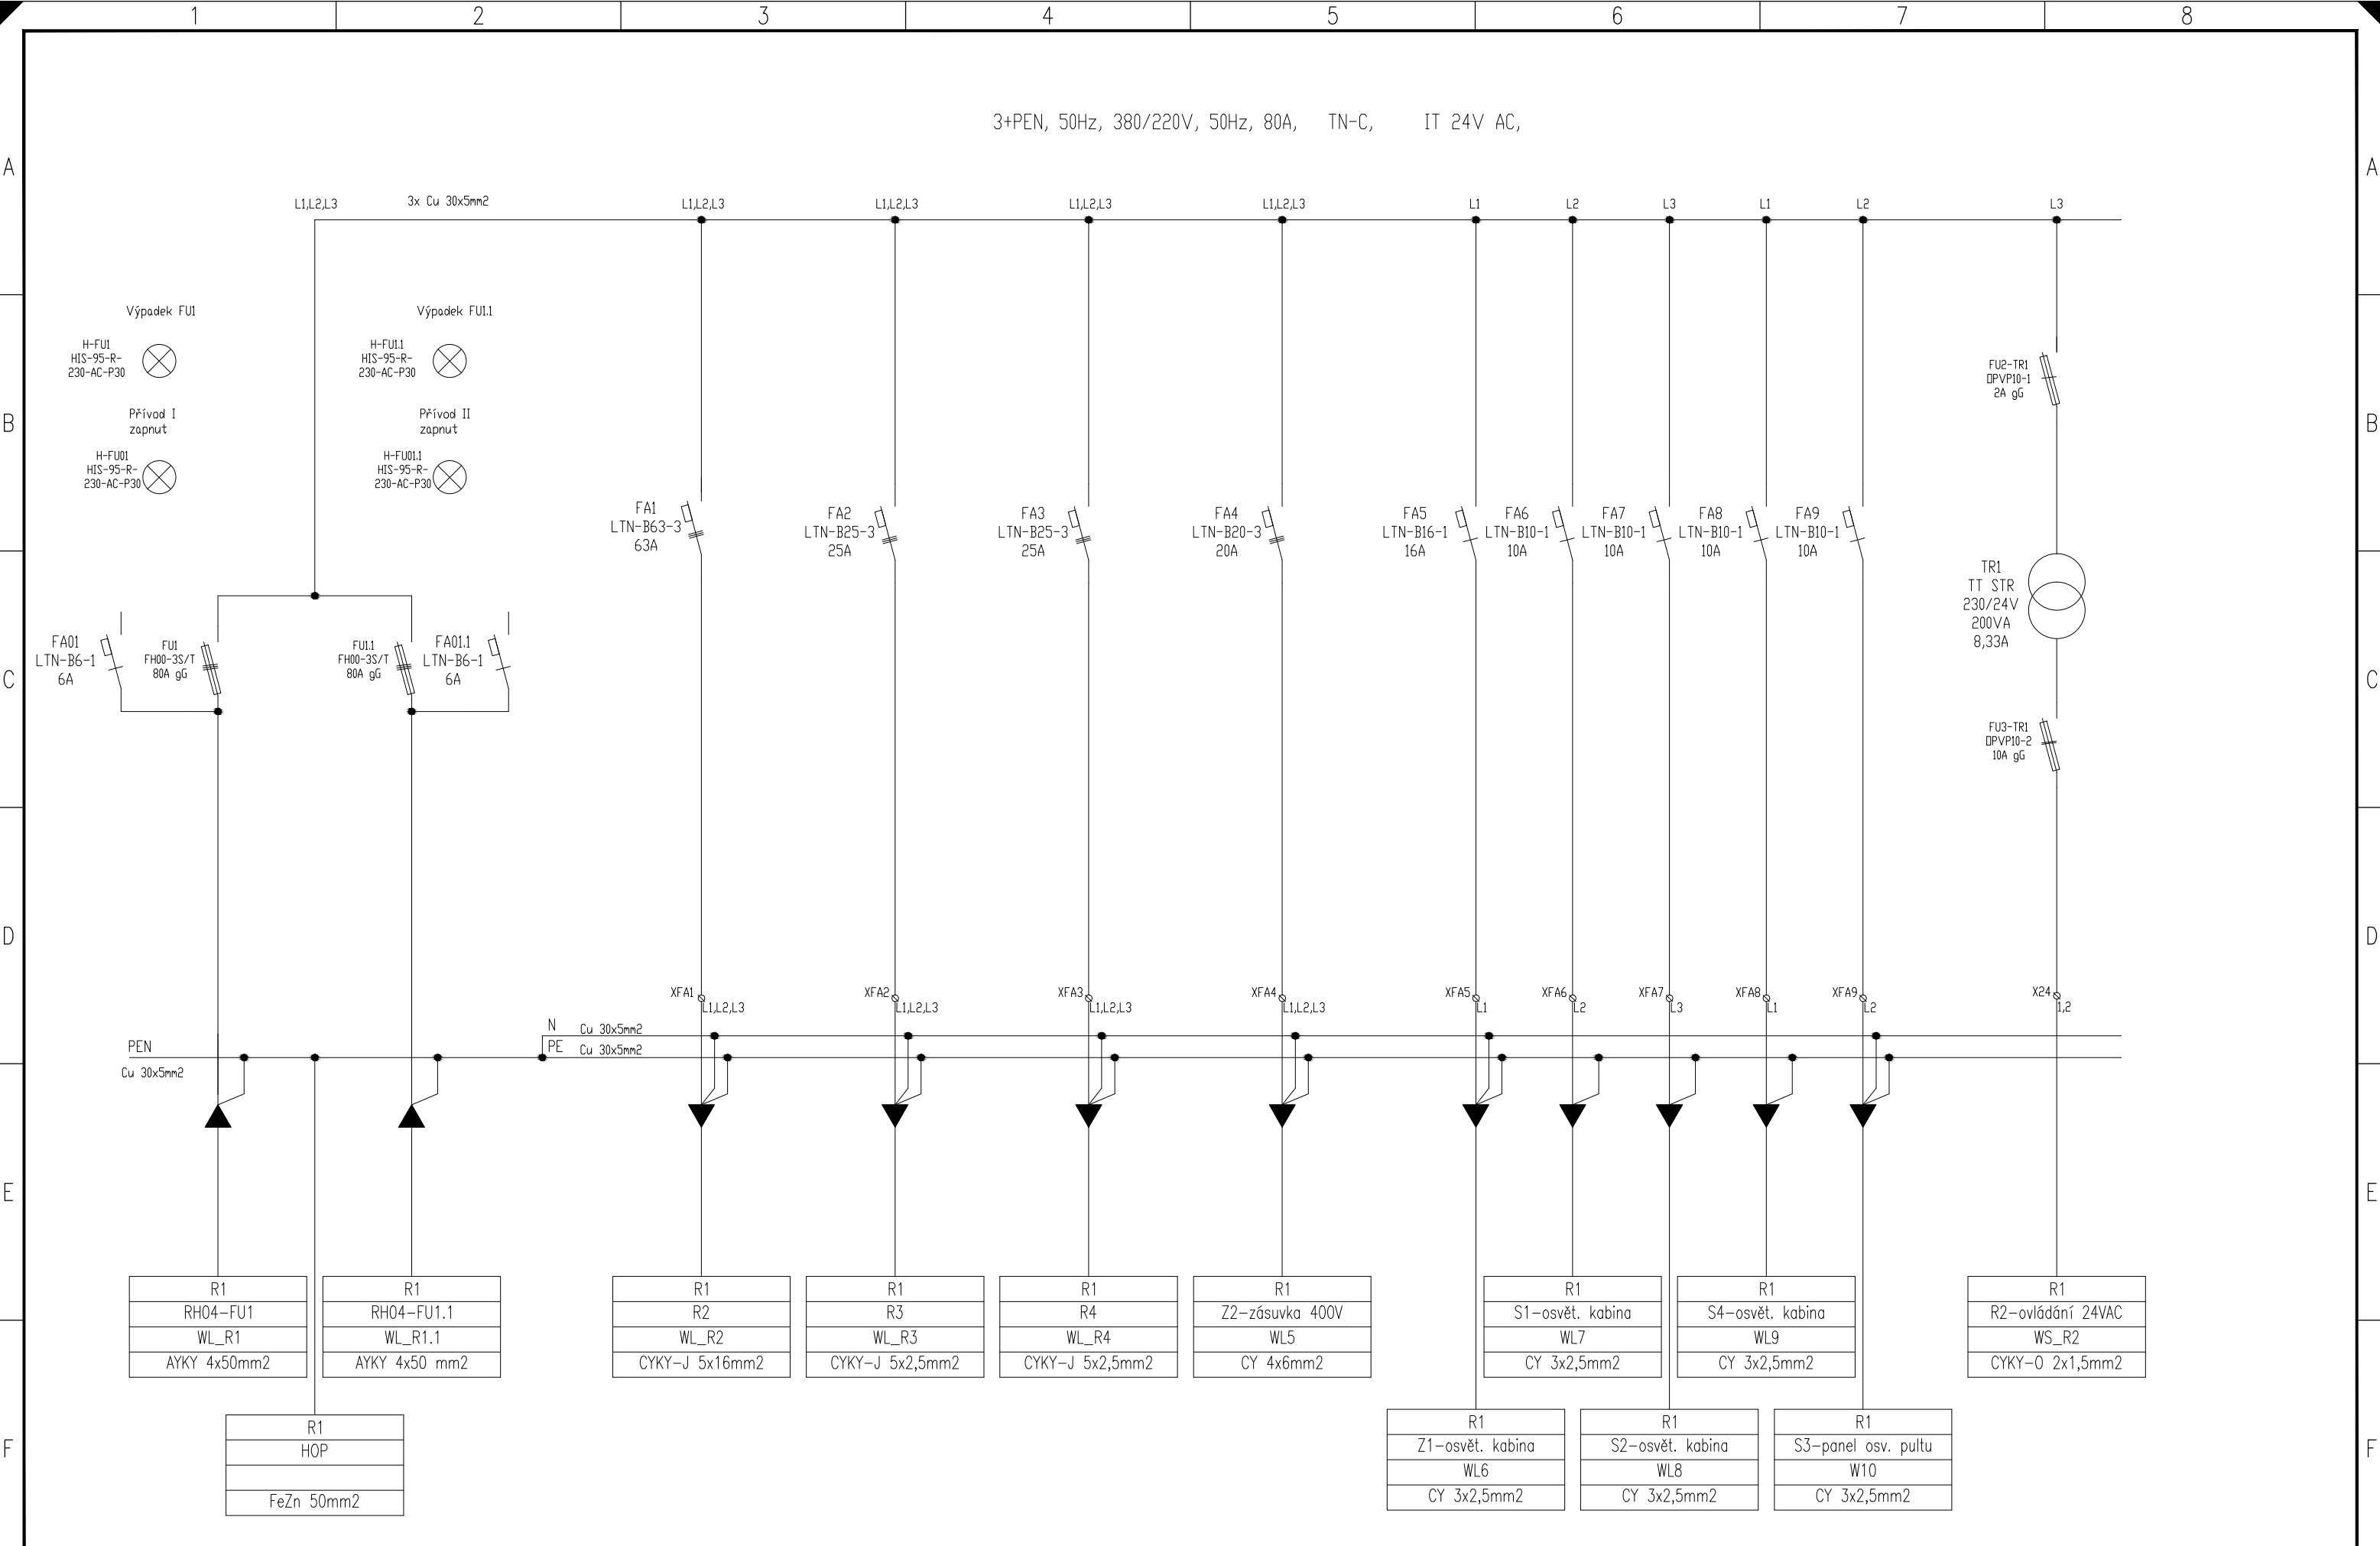 1 2 3 4 5 6 7 8
3+PEN, 50Hz, 380/220V, 50Hz, 80A, TN-C, IT 24V AC,
A A
L1,L2,L3 3x Cu 30x5mm2 L1,L2,L3 L1,L2,L3 L1,L2,L3 L1,L2,L3 L1 L2 L3 L1 L2 L3
Výpadek FU1
H-FU1
HIS-95-R-
230-AC-P30
Přívod I
zapnut
H-FU01
HIS-95-R-
230-AC-P30
Výpadek FU1.1
H-FU1.1
HIS-95-R-
230-AC-P30
Přívod II
zapnut
H-FU01.1
HIS-95-R-
230-AC-P30
B B
FU2-TR1
PVP10-1
2A gG
FA1
LTN-B63-3
63A
FA2
LTN-B25-3
25A
FA3
LTN-B25-3
25A
FA4
LTN-B20-3
20A
FA5
LTN-B16-1
16A
FA6
LTN-B10-1
10A
FA7
LTN-B10-1
10A
FA8
LTN-B10-1
10A
FA9
LTN-B10-1
10A
TR1
TT STR
230/24V
200VA
8,33A
FA01
LTN-B6-1
6A
FU1
FH00-3S/T
80A gG
FU1.1
FH00-3S/T
80A gG
FA01.1
LTN-B6-1
6A
C C
FU3-TR1
PVP10-2
10A gG
D D
XFA1 XFA2 XFA3 XFA4 XFA5 XFA6 XFA7 XFA8 XFA9 X24
L1,L2,L3 L1,L2,L3 L1,L2,L3 L1,L2,L3 L1 L2 L3 L1 L2 1,2
N Cu 30x5mm2
PEN PE Cu 30x5mm2
Cu 30x5mm2
E E
R1
RH04-FU1
WL_R1
AYKY 4x50mm2
R1
RH04-FU1.1
WL_R1.1
AYKY 4x50 mm2
R1
R2
WL_R2
CYKY-J 5x16mm2
R1
R3
WL_R3
CYKY-J 5x2,5mm2
R1
R4
WL_R4
CYKY-J 5x2,5mm2
R1
Z2-zásuvka 400V
WL5
CY 4x6mm2
R1
S1-osvět. kabina
WL7
CY 3x2,5mm2
R1
S4-osvět. kabina
WL9
CY 3x2,5mm2
R1
R2-ovládání 24VAC
WS_R2
CYKY-O 2x1,5mm2
F F
R1
HOP
FeZn 50mm2
R1
Z1-osvět. kabina
WL6
CY 3x2,5mm2
R1
S2-osvět. kabina
WL8
CY 3x2,5mm2
R1
S3-panel osv. pultu
W10
CY 3x2,5mm2